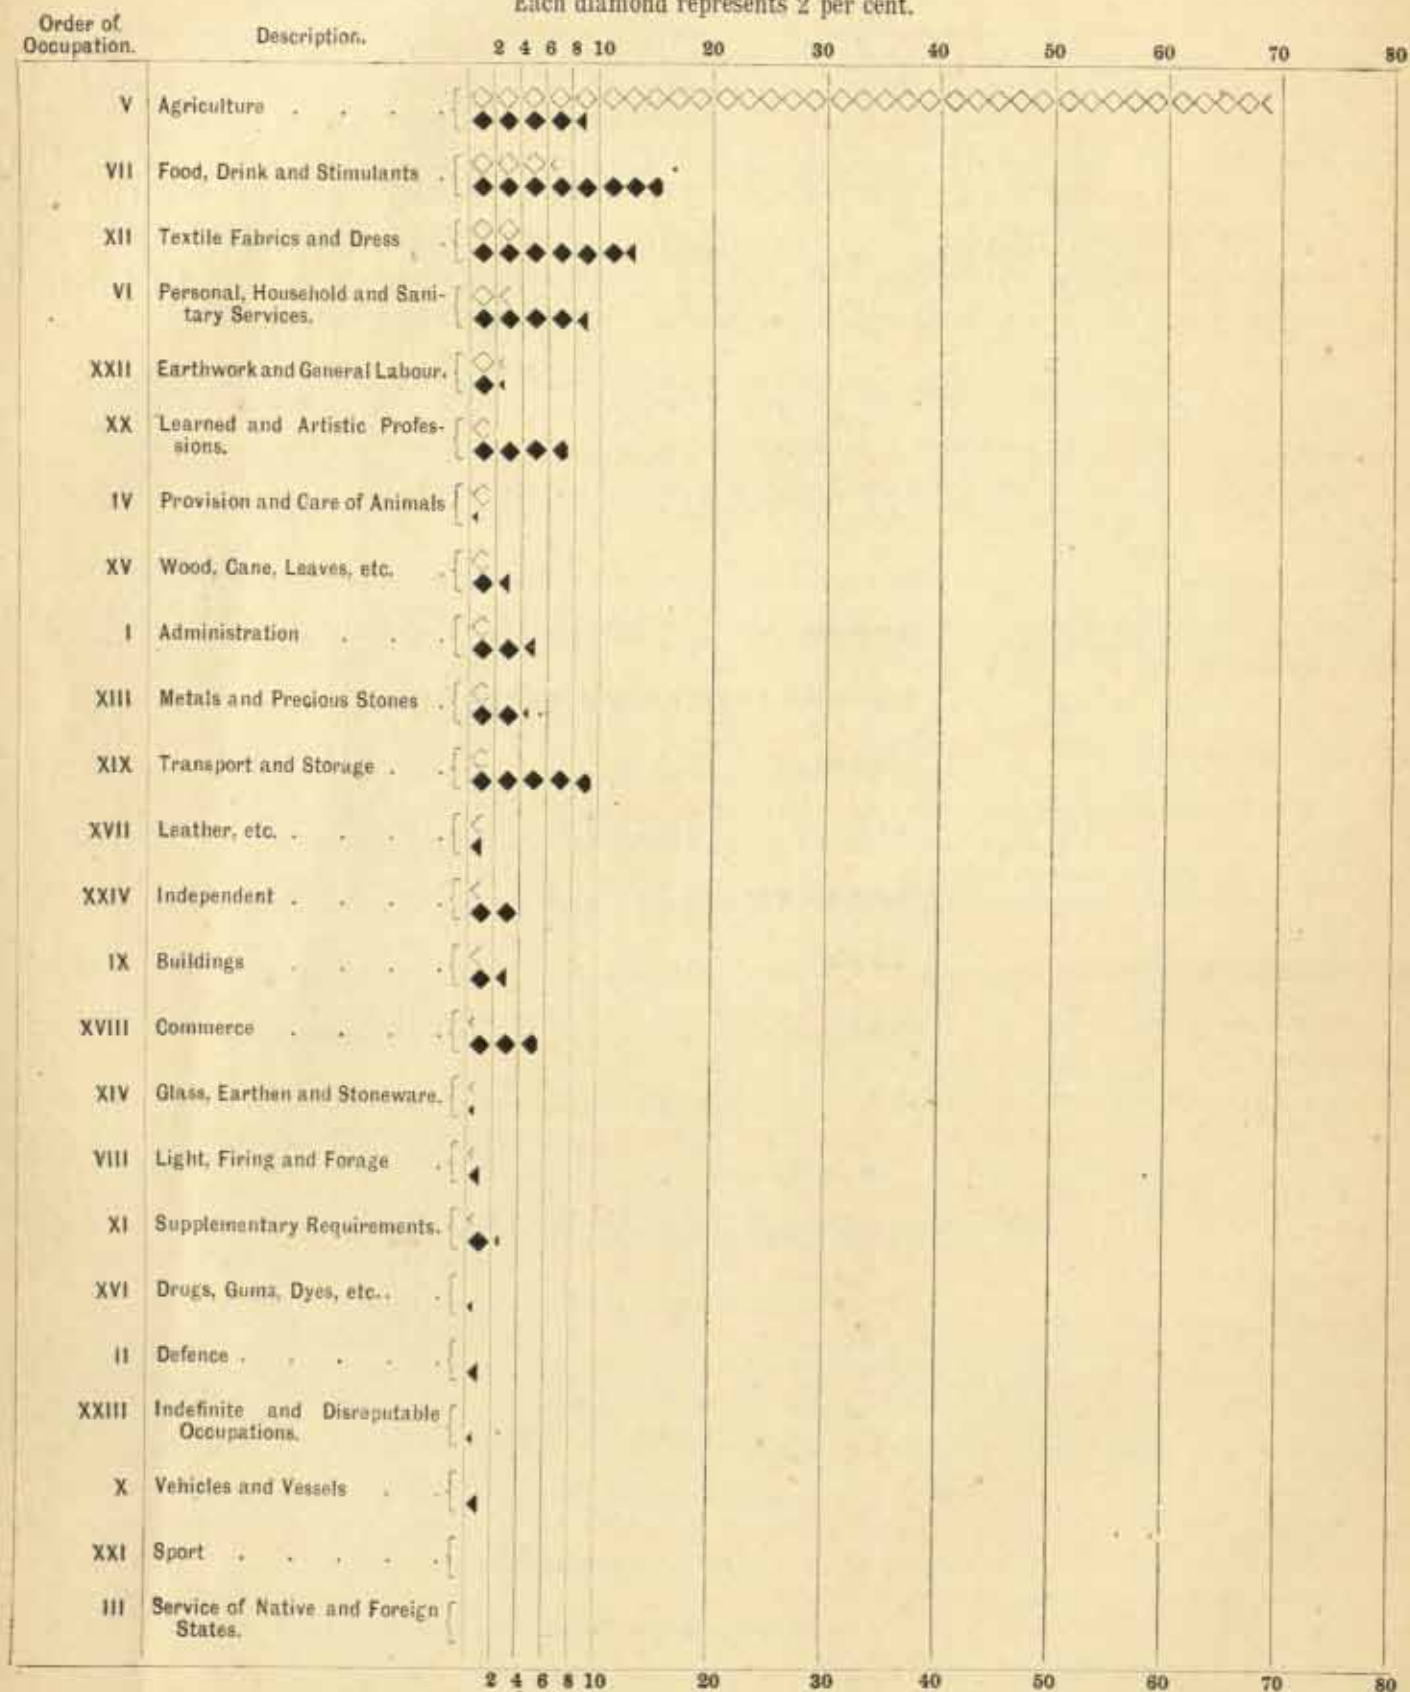 Each diamond represents 2 per cent.
Order of Occupation. Description. 2 4 6 8 10 20 30 40 50 60 70 80
V Agriculture . . . .
VII Food, Drink and Stimulants .
XII Textile Fabrics and Dress .
VI Personal, Household and Sani-
tary Services.
XXII Earthwork and General Labour.
XX Learned and Artistic Profes-
sions.
IV Provision and Care of Animals
XV Wood, Cane, Leaves, etc. .
I Administration . . .
XIII Metals and Precious Stones .
XIX Transport and Storage . .
XVII Leather, etc. . . . .
XXIV Independent . . . .
IX Buildings . . . .
XVIII Commerce . . . .
XIV Glass, Earthen and Stoneware.
VIII Light, Firing and Forage .
XI Supplementary Requirements.
XVI Drugs, Gums, Dyes, etc. . .
II Defence . . . . .
XXIII Indefinite and Disreputable
Occupations.
X Vehicles and Vessels . .
XXI Sport . . . . .
III Service of Native and Foreign
States.
2 4 6 8 10 20 30 40 50 60 70 80